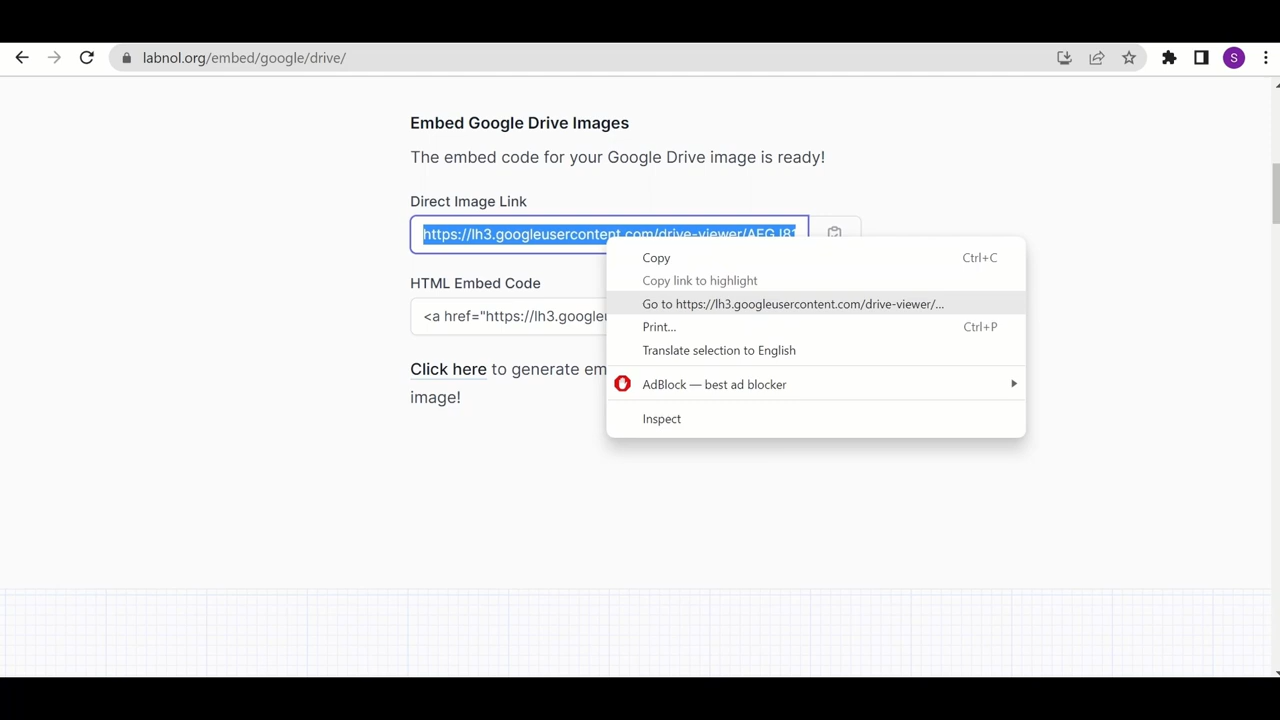 labnol.org/embed/google/drive/
S
Embed Google Drive Images
The embed code for your Google Drive image is ready!
Direct Image Link
https://lh3.googleusercontent.com/drive-viewer/
Copy Ctrl+C
Copy link to highlight
HTML Embed Code
Go to https://lh3.googleusercontent.com/drive-viewer/...
<a href="https://lh3.google
Print... Ctrl+P
Translate selection to English
Click here to generate em
AdBlock — best ad blocker
image!
Inspect